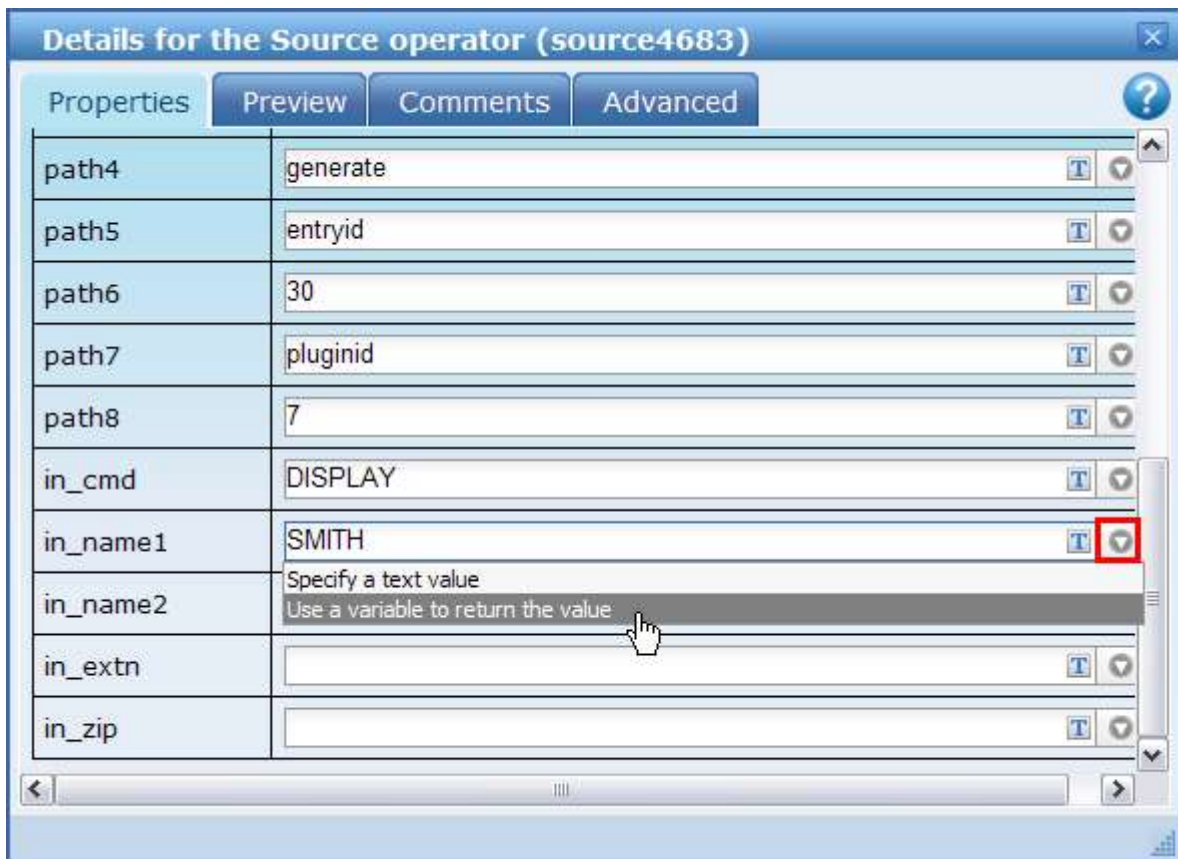 Details for the Source operator (source4683)
Properties Preview Comments Advanced ?
path4 generate T
path5 entryid T
path6 30 T
path7 pluginid T
path8 7 T
in_cmd DISPLAY T
in_name1 SMITH T
Specify a text value
in_name2 Use a variable to return the value
in_extn T
in_zip T